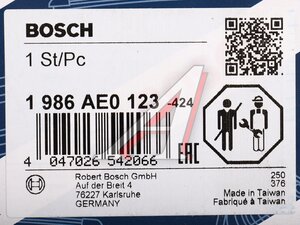 BOSCH
1 St/Pc
1 986 AE0 123 -424
4 047026 542066
EAC
Robert Bosch GmbH
Auf der Breit 4
76227 Karlsruhe
GERMANY
250
376
Made in Taiwan
Fabriqué à Taiwan